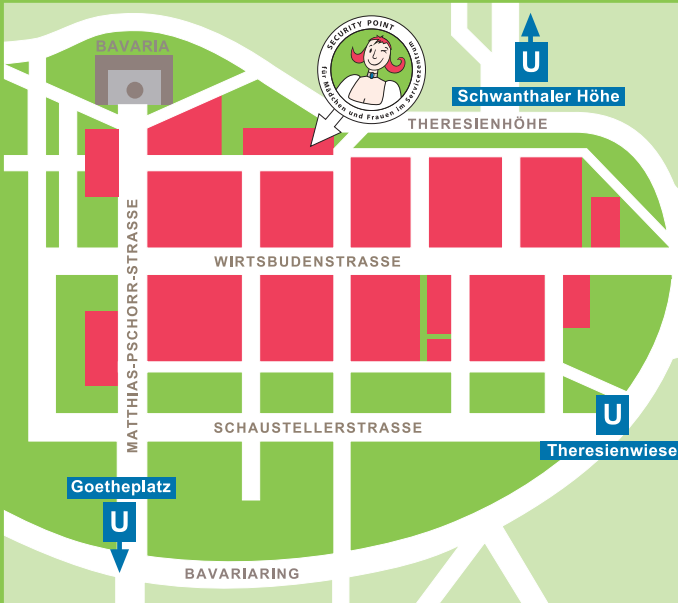 BAVARIA
SECURITY POINT
für Mädchen und Frauen im Servicezentrum
U
Schwanthaler Höhe
THERESIENHÖHE
MATTHIAS-PSCHORR-STRASSE
WIRTSBUDENSTRASSE
SCHAUSTELLERSTRASSE
U
Theresienwiese
Goetheplatz
U
BAVARIARING